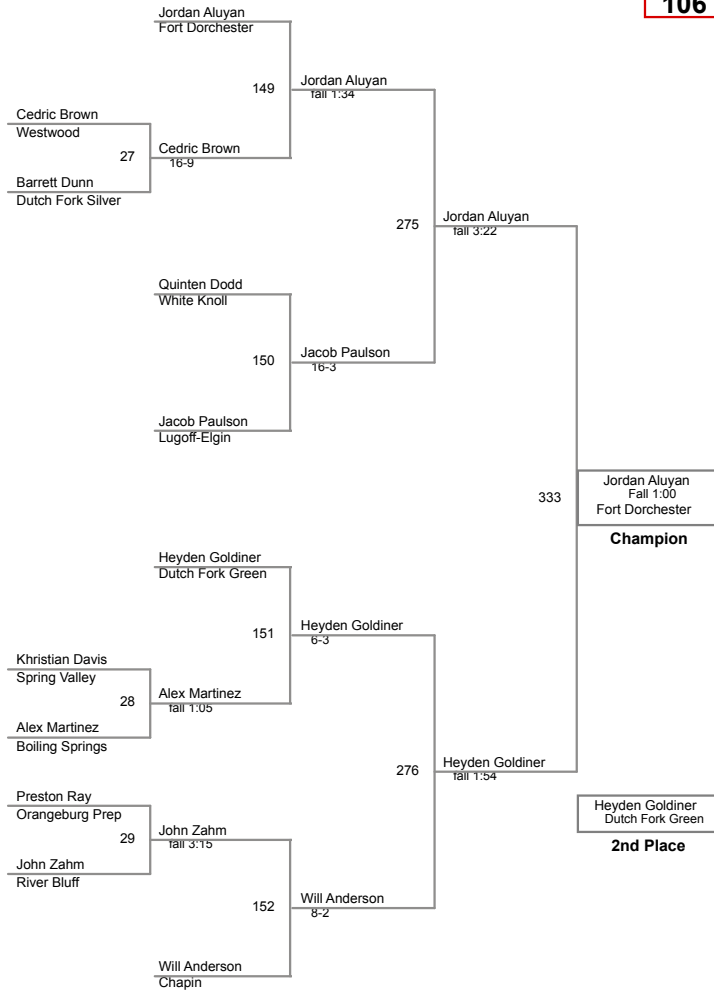 106
Jordan Aluyan
Fort Dorchester
149
Jordan Aluyan
fall 1:34
Cedric Brown
Westwood
27
Cedric Brown
16-9
Barrett Dunn
Dutch Fork Silver
275
Jordan Aluyan
fall 3:22
Quinten Dodd
White Knoll
150
Jacob Paulson
16-3
Jacob Paulson
Lugoff-Elgin
333
Jordan Aluyan
Fall 1:00
Fort Dorchester
Champion
Heyden Goldiner
Dutch Fork Green
151
Heyden Goldiner
6-3
Khristian Davis
Spring Valley
28
Alex Martinez
fall 1:05
Alex Martinez
Boiling Springs
276
Heyden Goldiner
fall 1:54
Preston Ray
Orangeburg Prep
29
John Zahm
fall 3:15
John Zahm
River Bluff
Heyden Goldiner
Dutch Fork Green
2nd Place
152
Will Anderson
8-2
Will Anderson
Chapin